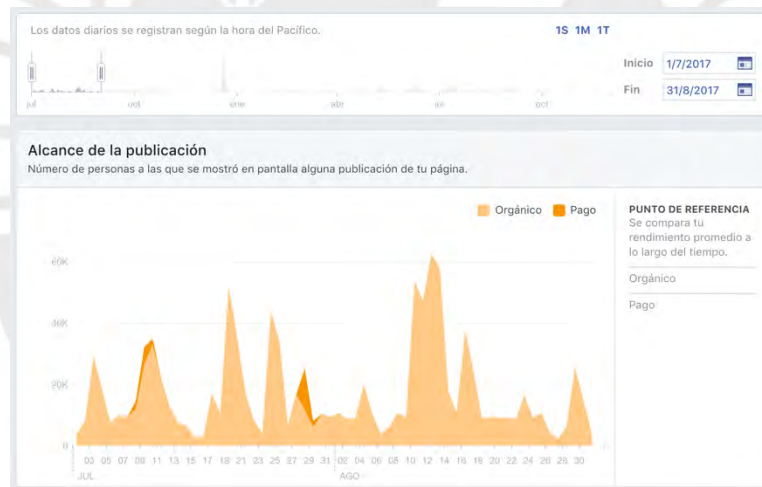 Los datos diarios se registran según la hora del Pacífico.
1S 1M 1T
Inicio 1/7/2017
Fin 31/8/2017
jul oct ene abr jul oct
Alcance de la publicación
Número de personas a las que se mostró en pantalla alguna publicación de tu página.
Orgánico Pago
PUNTO DE REFERENCIA
Se compara tu
rendimiento promedio a
lo largo del tiempo.
Orgánico
Pago
60K
40K
20K
0
03 05 07 09 11 13 15 17 19 21 23 25 27 29 31 02 04 06 08 10 12 14 16 18 20 22 24 26 28 30
JUL AGO